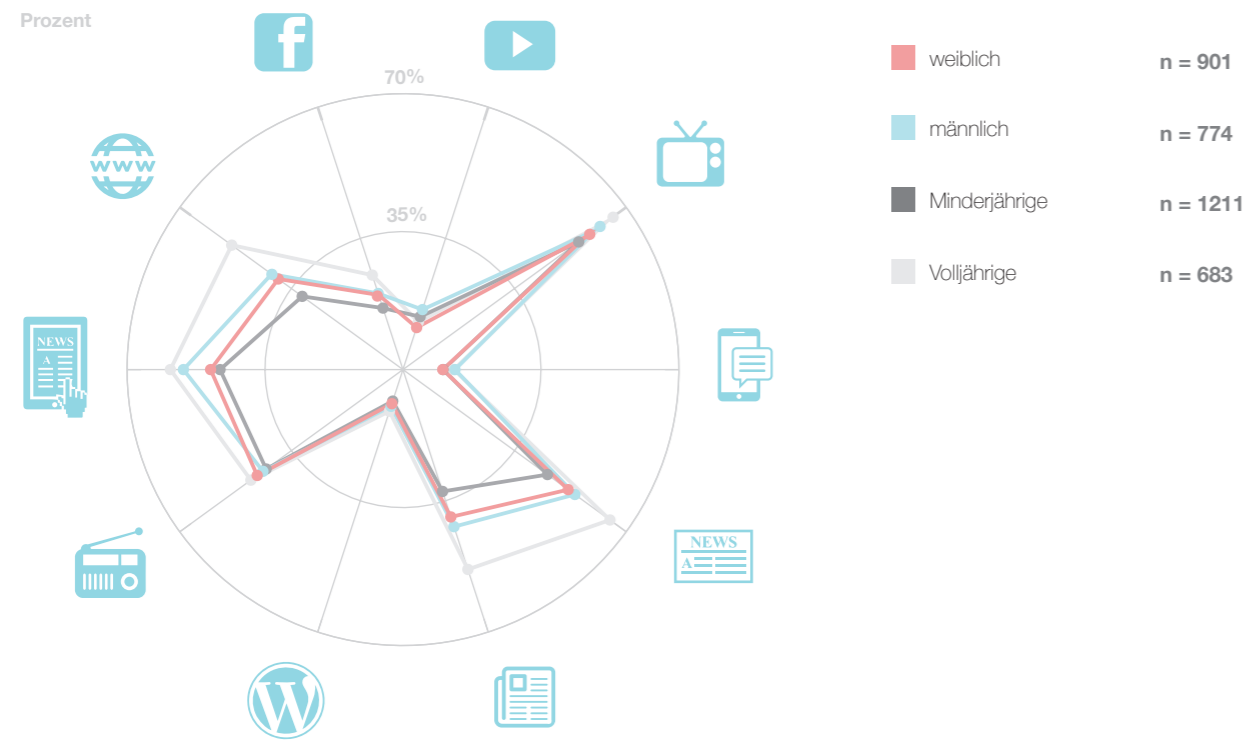 Prozent
f
70%
www
35%
NEWS
A
NEWS
A
W
weiblich n = 901
männlich n = 774
Minderjährige n = 1211
Volljährige n = 683